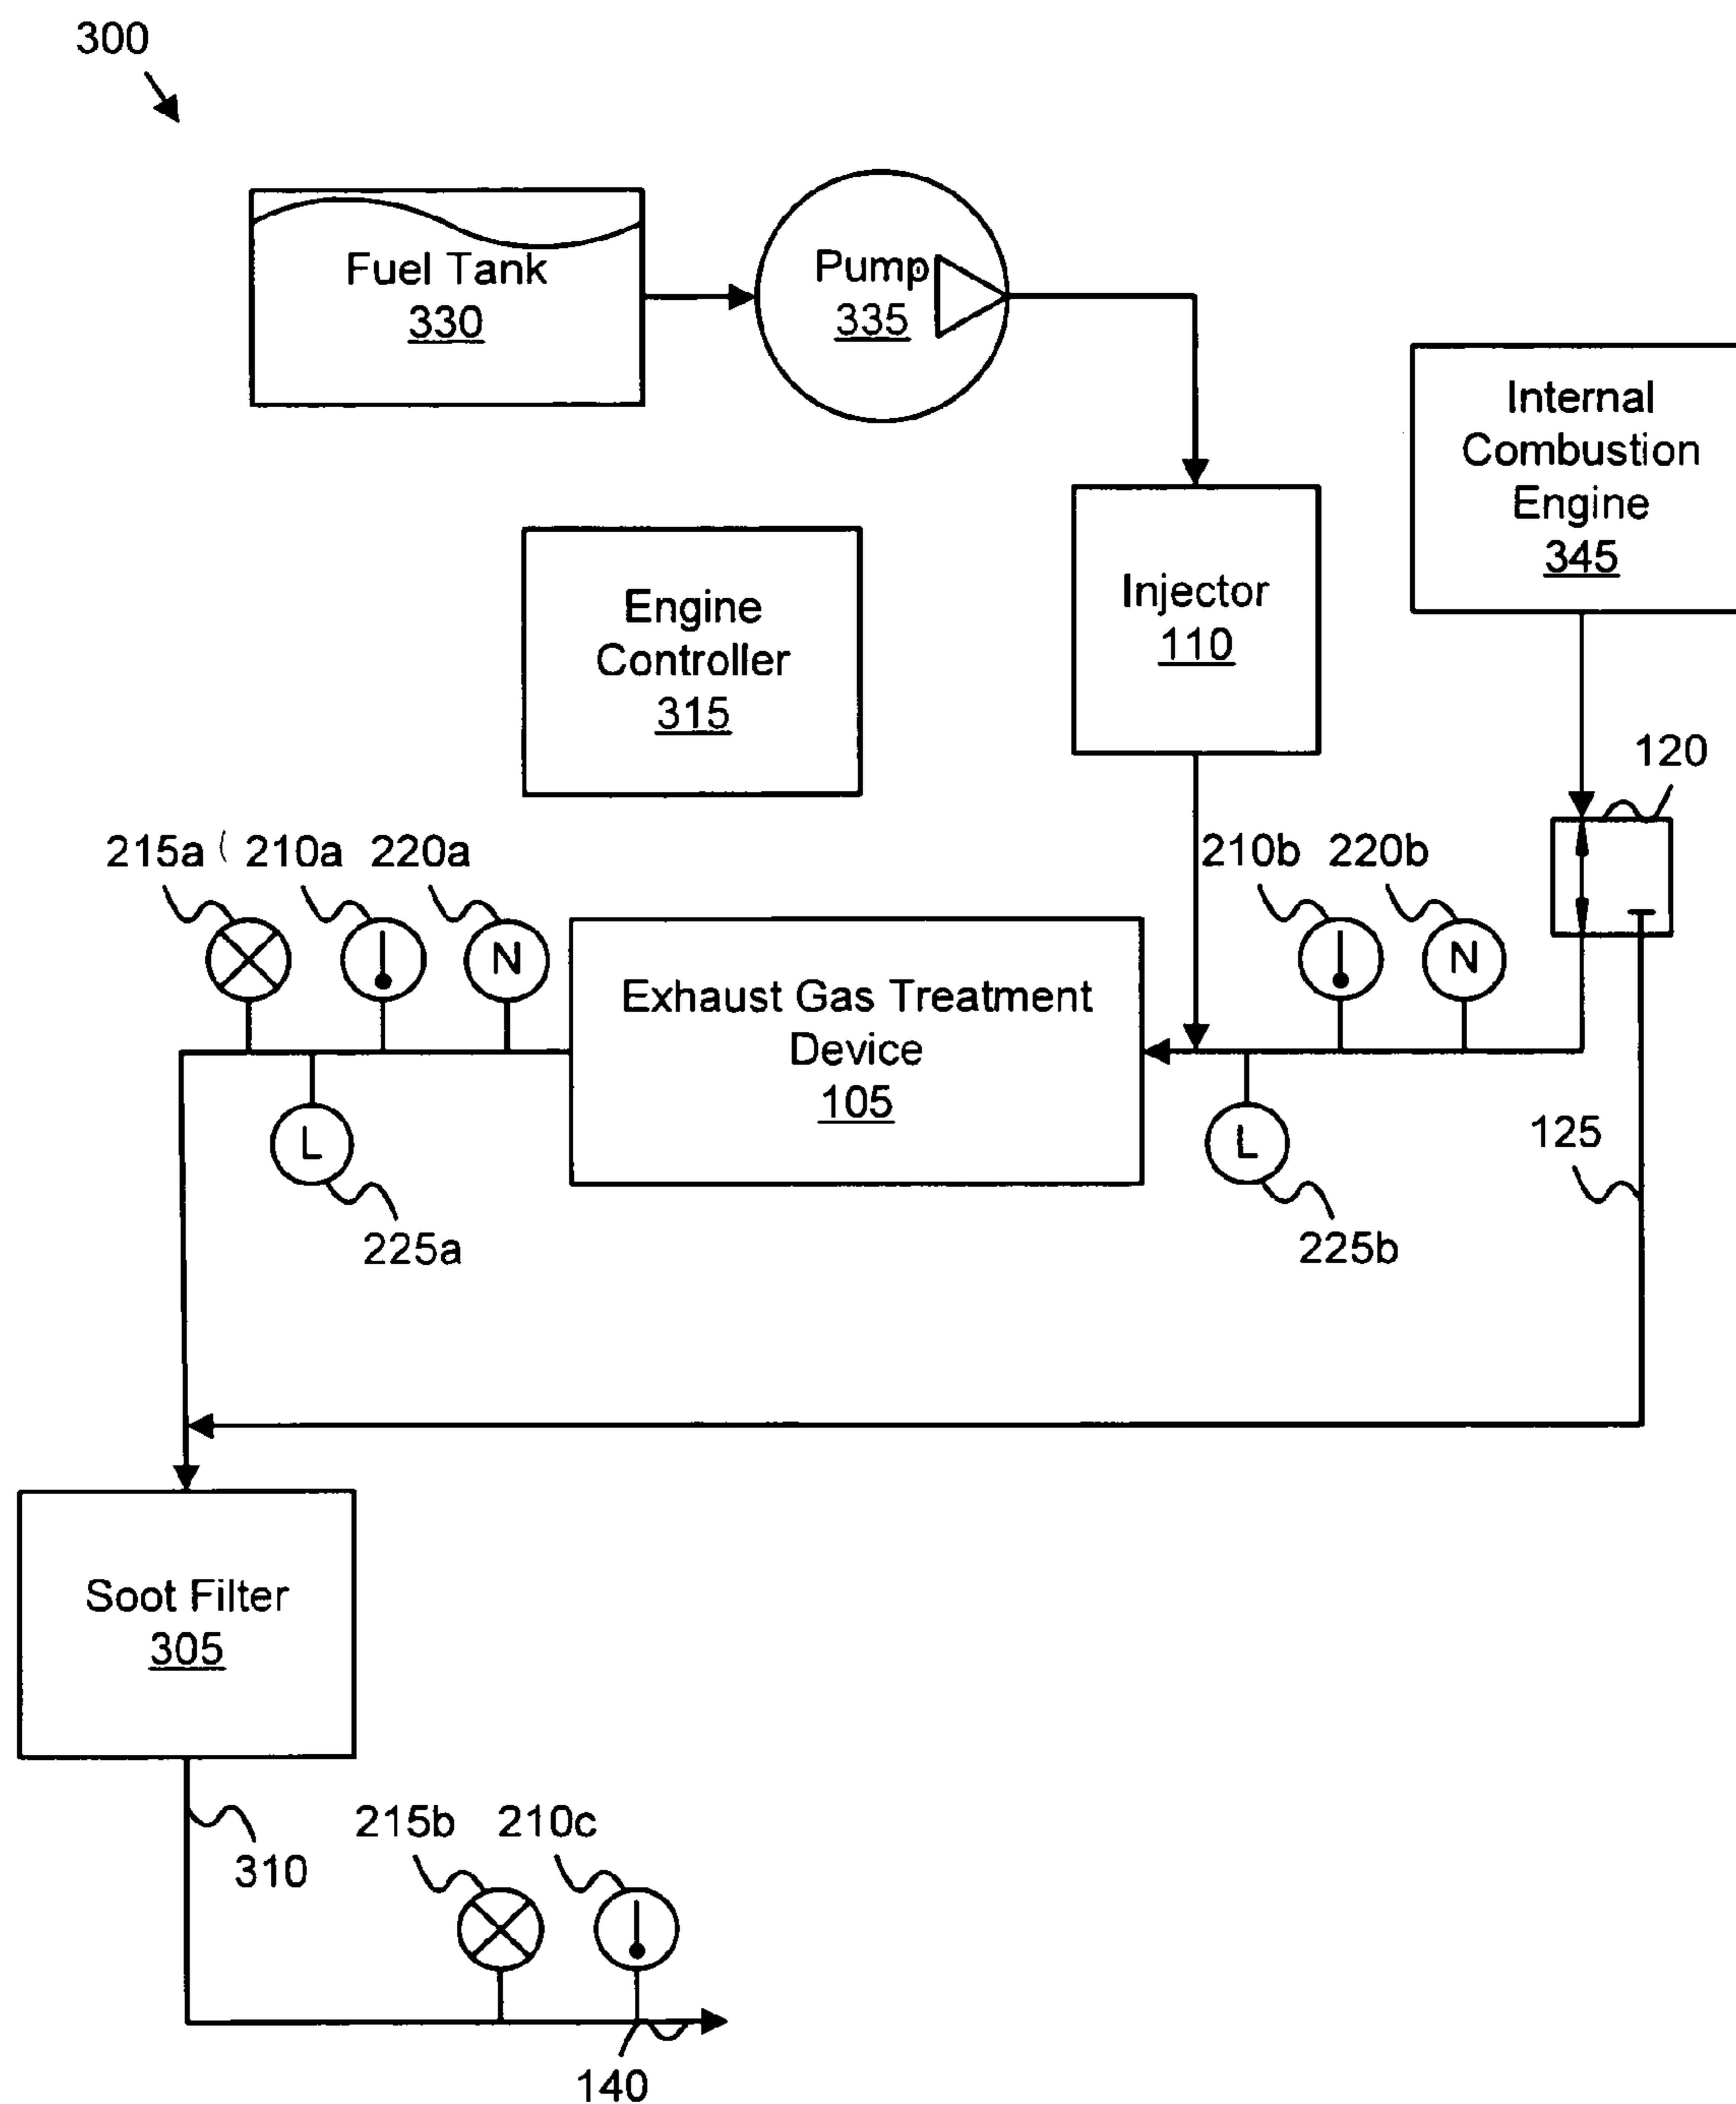 300
Fuel Tank
330
Pump
335
Internal
Combustion
Engine
345
Engine
Controller
315
Injector
110
120
215a
210a
220a
210b
220b
N
N
Exhaust Gas Treatment
Device
105
L
L
125
225a
225b
Soot Filter
305
215b
210c
310
140